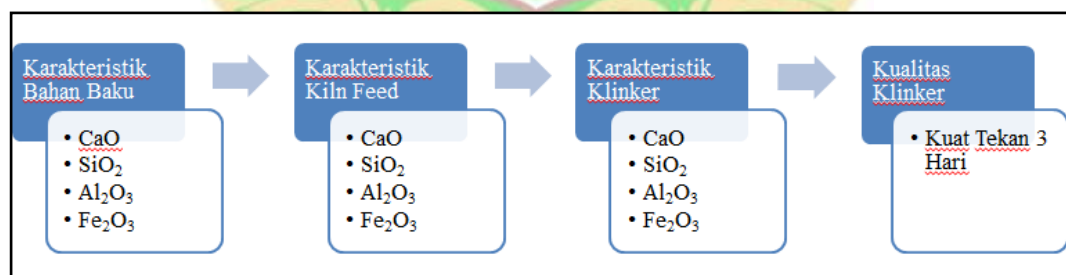 Karakteristik
Bahan Baku
• CaO
• SiO₂
• Al₂O₃
• Fe₂O₃
Karakteristik
Kiln Feed
• CaO
• SiO₂
• Al₂O₃
• Fe₂O₃
Karakteristik
Klinker
• CaO
• SiO₂
• Al₂O₃
• Fe₂O₃
Kualitas
Klinker
• Kuat Tekan 3
Hari